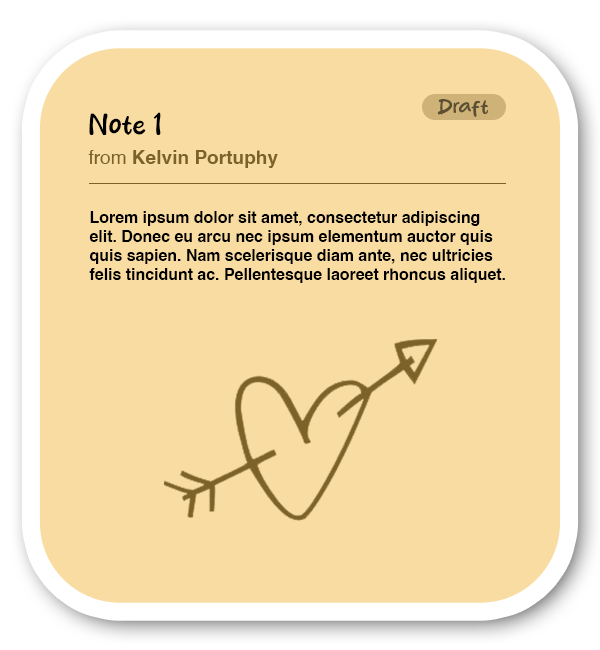 Draft
Note 1
from Kelvin Portuphy
Lorem ipsum dolor sit amet, consectetur adipiscing
elit. Donec eu arcu nec ipsum elementum auctor quis
quis sapien. Nam scelerisque diam ante, nec ultricies
felis tincidunt ac. Pellentesque laoreet rhoncus aliquet.